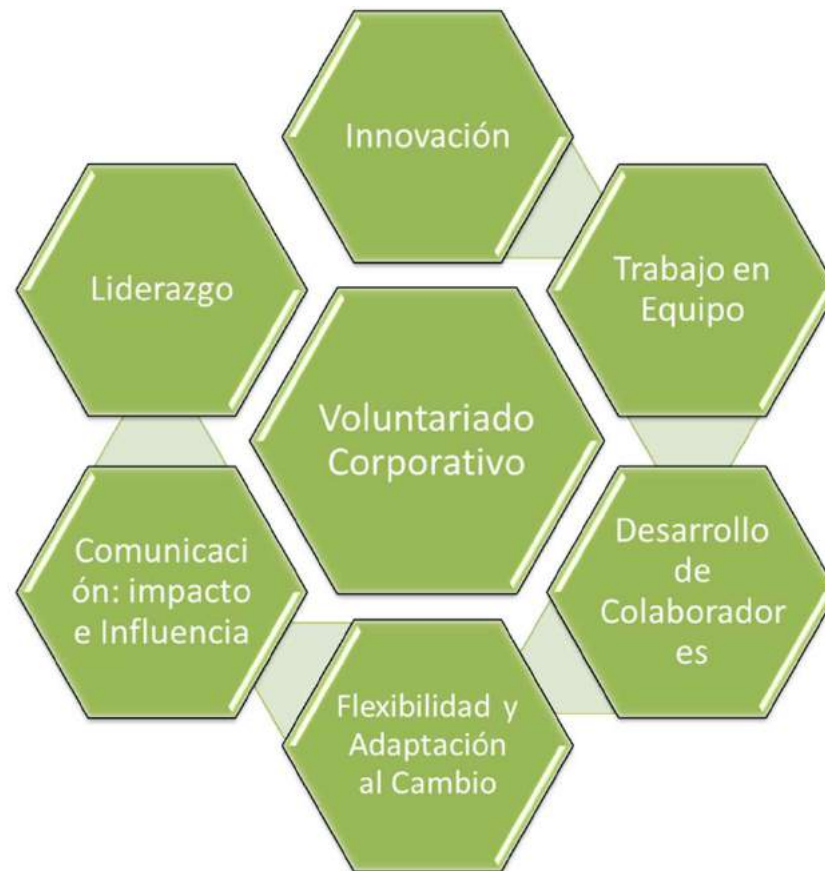 Innovación
Trabajo en
Equipo
Liderazgo
Voluntariado
Corporativo
Desarrollo
de
Colaborador
es
Comunicaci
ón: impacto
e Influencia
Flexibilidad y
Adaptación
al Cambio